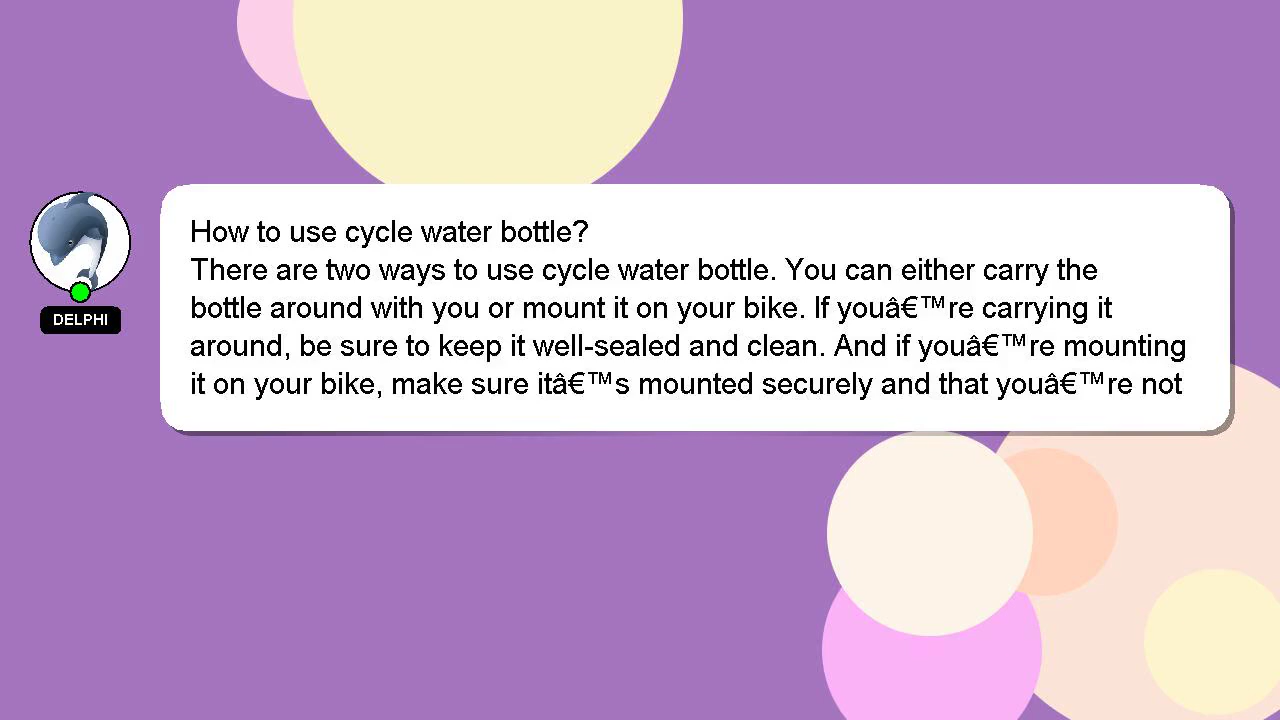 How to use cycle water bottle?
There are two ways to use cycle water bottle. You can either carry the
bottle around with you or mount it on your bike. If youâ€™re carrying it
around, be sure to keep it well-sealed and clean. And if youâ€™re mounting
it on your bike, make sure itâ€™s mounted securely and that youâ€™re not
DELPHI